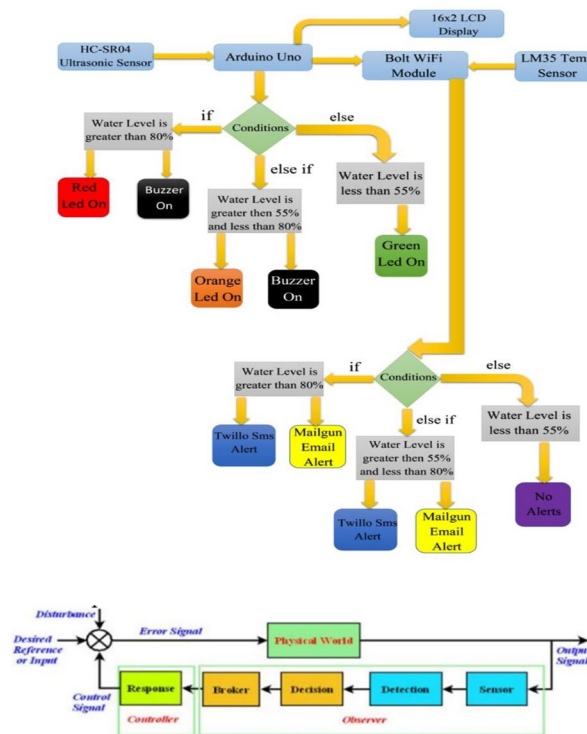 16x2 LCD
Display
HC-SR04
Ultrasonic Sensor
Arduino Uno
Bolt WiFi
Module
LM35 Tem
Sensor
Water Level is
greater than 80%
if
Conditions
else
else if
Water Level is
less than 55%
Red
Led On
Buzzer
On
Water Level is
greater then 55%
and less than 80%
Green
Led On
Orange
Led On
Buzzer
On
Water Level is
greater than 80%
if
Conditions
else
else if
Water Level is
less than 55%
Twillo Sms
Alert
Mailgun
Email
Alert
Water Level is
greater then 55%
and less than 80%
No
Alerts
Twillo Sms
Alert
Mailgun
Email
Alert
Disturbance
Desired
Reference
or Input
Error Signal
Physical World
Output
Signal
Control
Signal
Response
Broker
Decision
Detection
Sensor
Controller
Observer